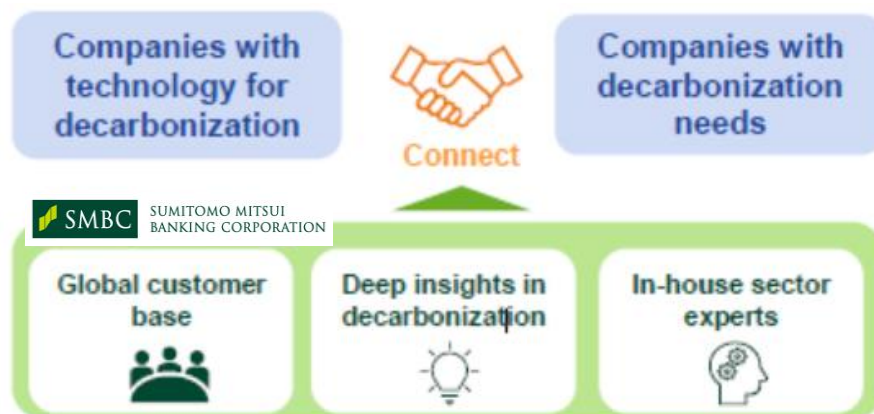 Companies with
technology for
decarbonization
Connect
Companies with
decarbonization
needs
SMBC
SUMITOMO MITSUI
BANKING CORPORATION
Global customer
base
Deep insights in
decarbonization
In-house sector
experts